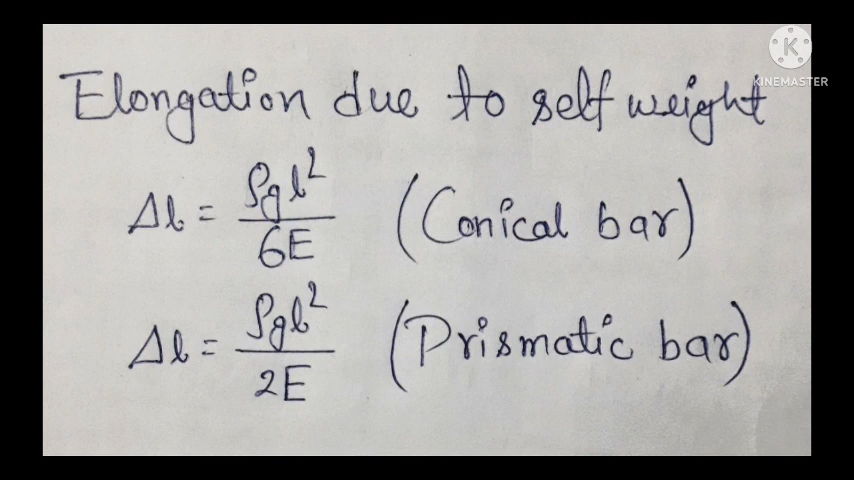 KINEMASTER
Elongation due to self weight
Δl = ρgl²/6E (Conical bar)
Δl = ρgl²/2E (Prismatic bar)